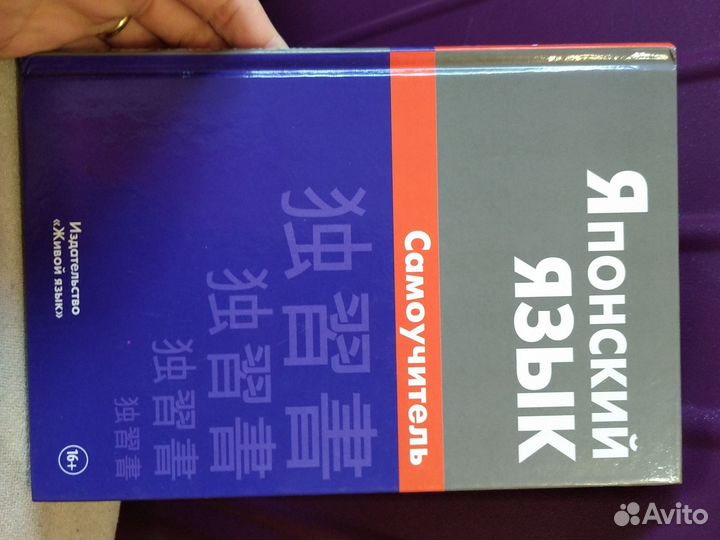 Японский
язык
Самоучитель
独習書
独習書
独習書
独習書
Издательство
«Живой язык»
16+
Avito